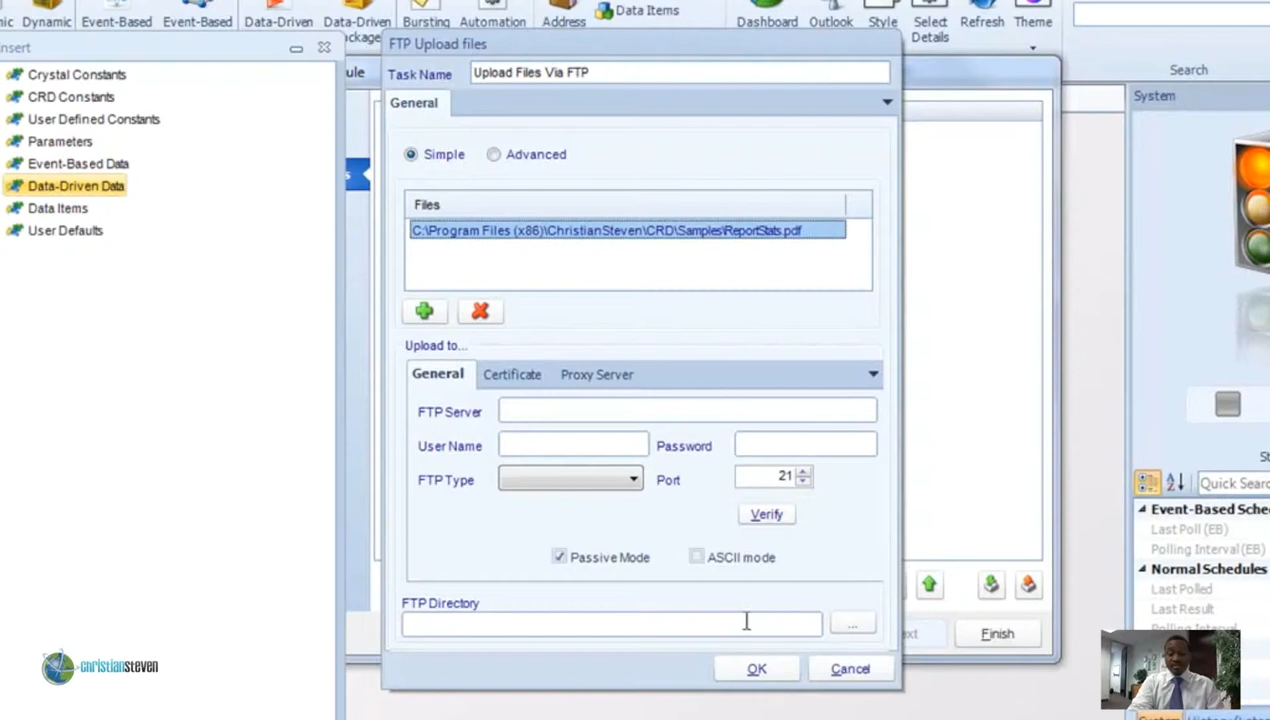 Dynamic
Event-Based
Event-Based
Data-Driven
Data-Driven
Package
Bursting
Automation
Address
Data Items
Dashboard
Outlook
Style
Select
Details
Refresh
Theme
Search
FTP Upload files
Task Name
Upload Files Via FTP
General
System
Crystal Constants
CRD Constants
User Defined Constants
Parameters
Event-Based Data
Data-Driven Data
Data Items
User Defaults
Simple
Advanced
Files
C:\Program Files (x86)\ChristianSteven\CRD\Samples\ReportStats.pdf
Upload to...
General
Certificate
Proxy Server
FTP Server
User Name
Password
FTP Type
Port
21
Verify
Passive Mode
ASCII mode
FTP Directory
...
OK
Cancel
Finish
Quick Sear
Event-Based Sche
Last Poll (EB)
Polling Interval(EB)
Normal Schedules
Last Polled
Last Result
christiansteven